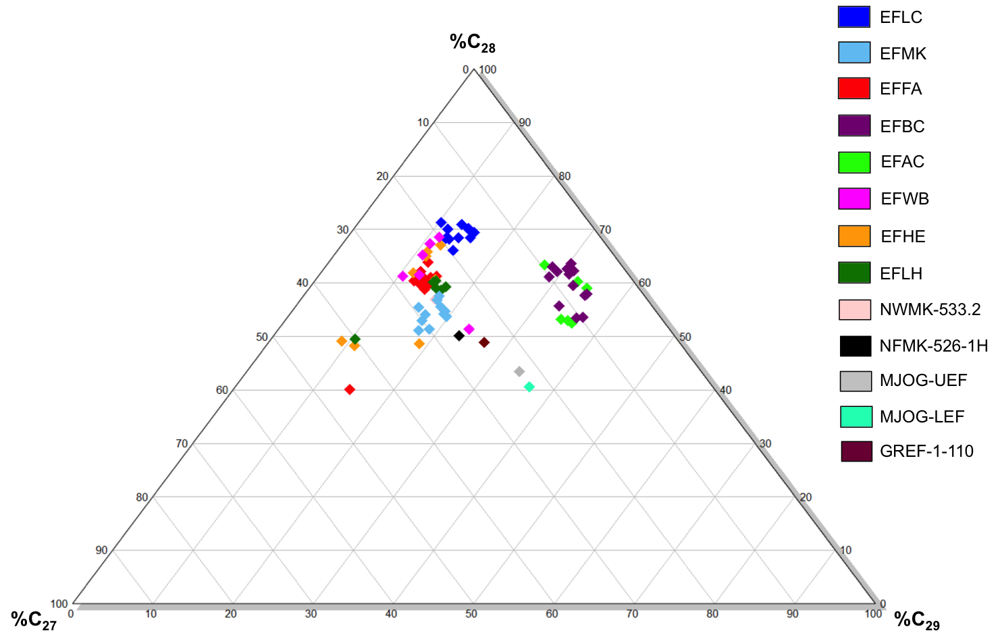 %C28
0 100
10 90
20 80
30 70
40 60
50 50
60 40
70 30
80 20
90 10
100 0
0 10 20 30 40 50 60 70 80 90 100
%C27
%C29
EFLC
EFMK
EFFA
EFBC
EFAC
EFWB
EFHE
EFLH
NWMK-533.2
NFMK-526-1H
MJOG-UEF
MJOG-LEF
GREF-1-110